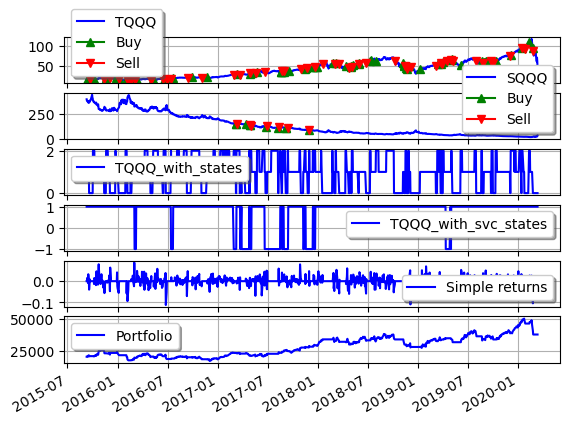 TQQQ
Buy
Sell
100
50
SQQQ
Buy
Sell
250
0
TQQQ_with_states
2
0
TQQQ_with_svc_states
1
0
−1
Simple returns
0.0
−0.1
Portfolio
50000
25000
2015-07
2016-01
2016-07
2017-01
2017-07
2018-01
2018-07
2019-01
2019-07
2020-01